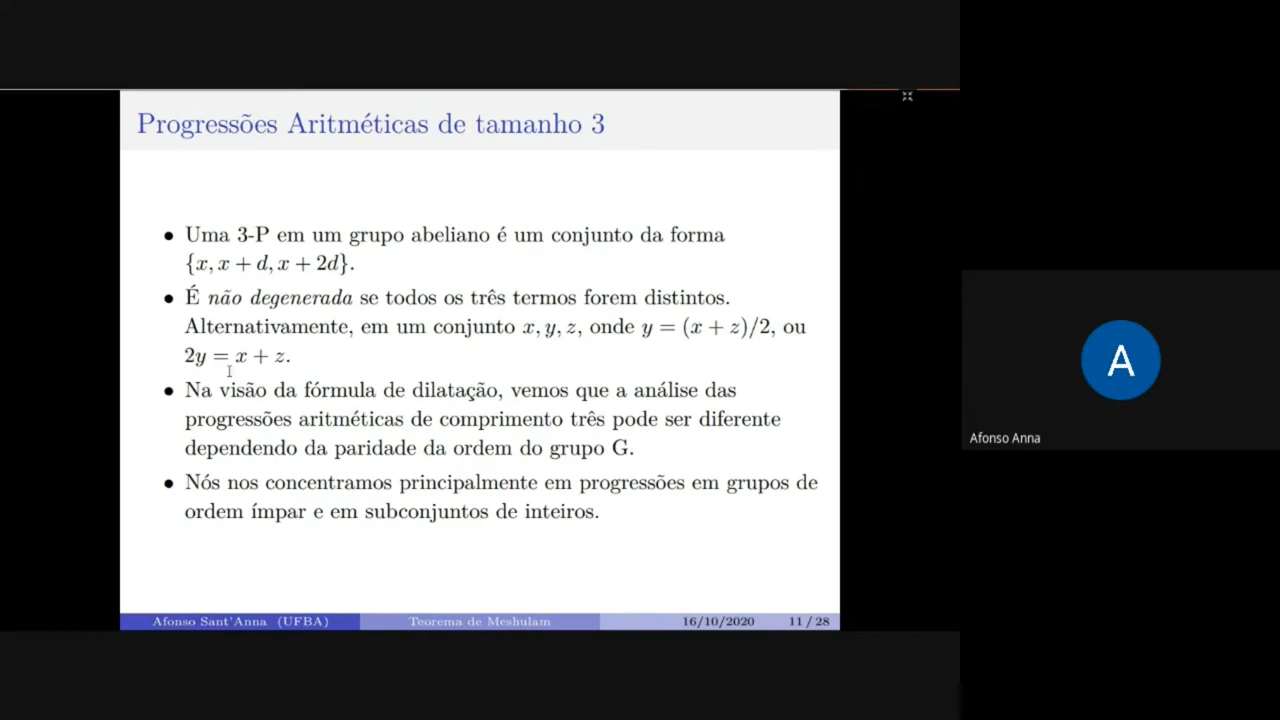 Progressões Aritméticas de tamanho 3
• Uma 3-P em um grupo abeliano é um conjunto da forma
{x, x + d, x + 2d}.
• É não degenerada se todos os três termos forem distintos.
Alternativamente, em um conjunto x, y, z, onde y = (x + z)/2, ou
2y = x + z.
• Na visão da fórmula de dilatação, vemos que a análise das
progressões aritméticas de comprimento três pode ser diferente
dependendo da paridade da ordem do grupo G.
• Nós nos concentramos principalmente em progressões em grupos de
ordem ímpar e em subconjuntos de inteiros.
Afonso Sant'Anna (UFBA) Teorema de Meshulam 16/10/2020 11 / 28
A
Afonso Anna